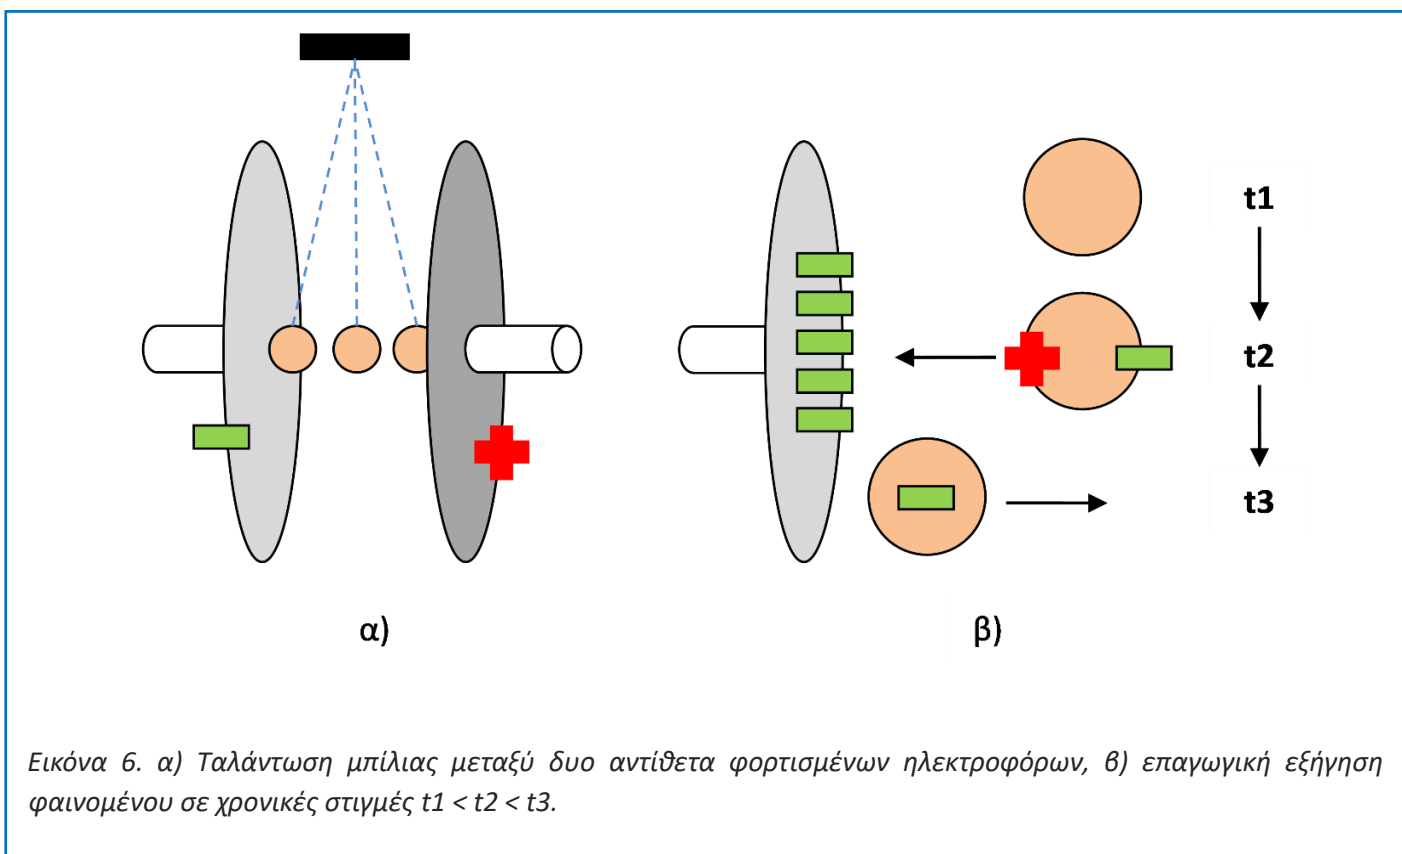 t1
t2
t3
α)
β)
Εικόνα 6. α) Ταλάντωση μπίλιας μεταξύ δυο αντίθετα φορτισμένων ηλεκτροφόρων, β) επαγωγική εξήγηση
φαινομένου σε χρονικές στιγμές t1 < t2 < t3.